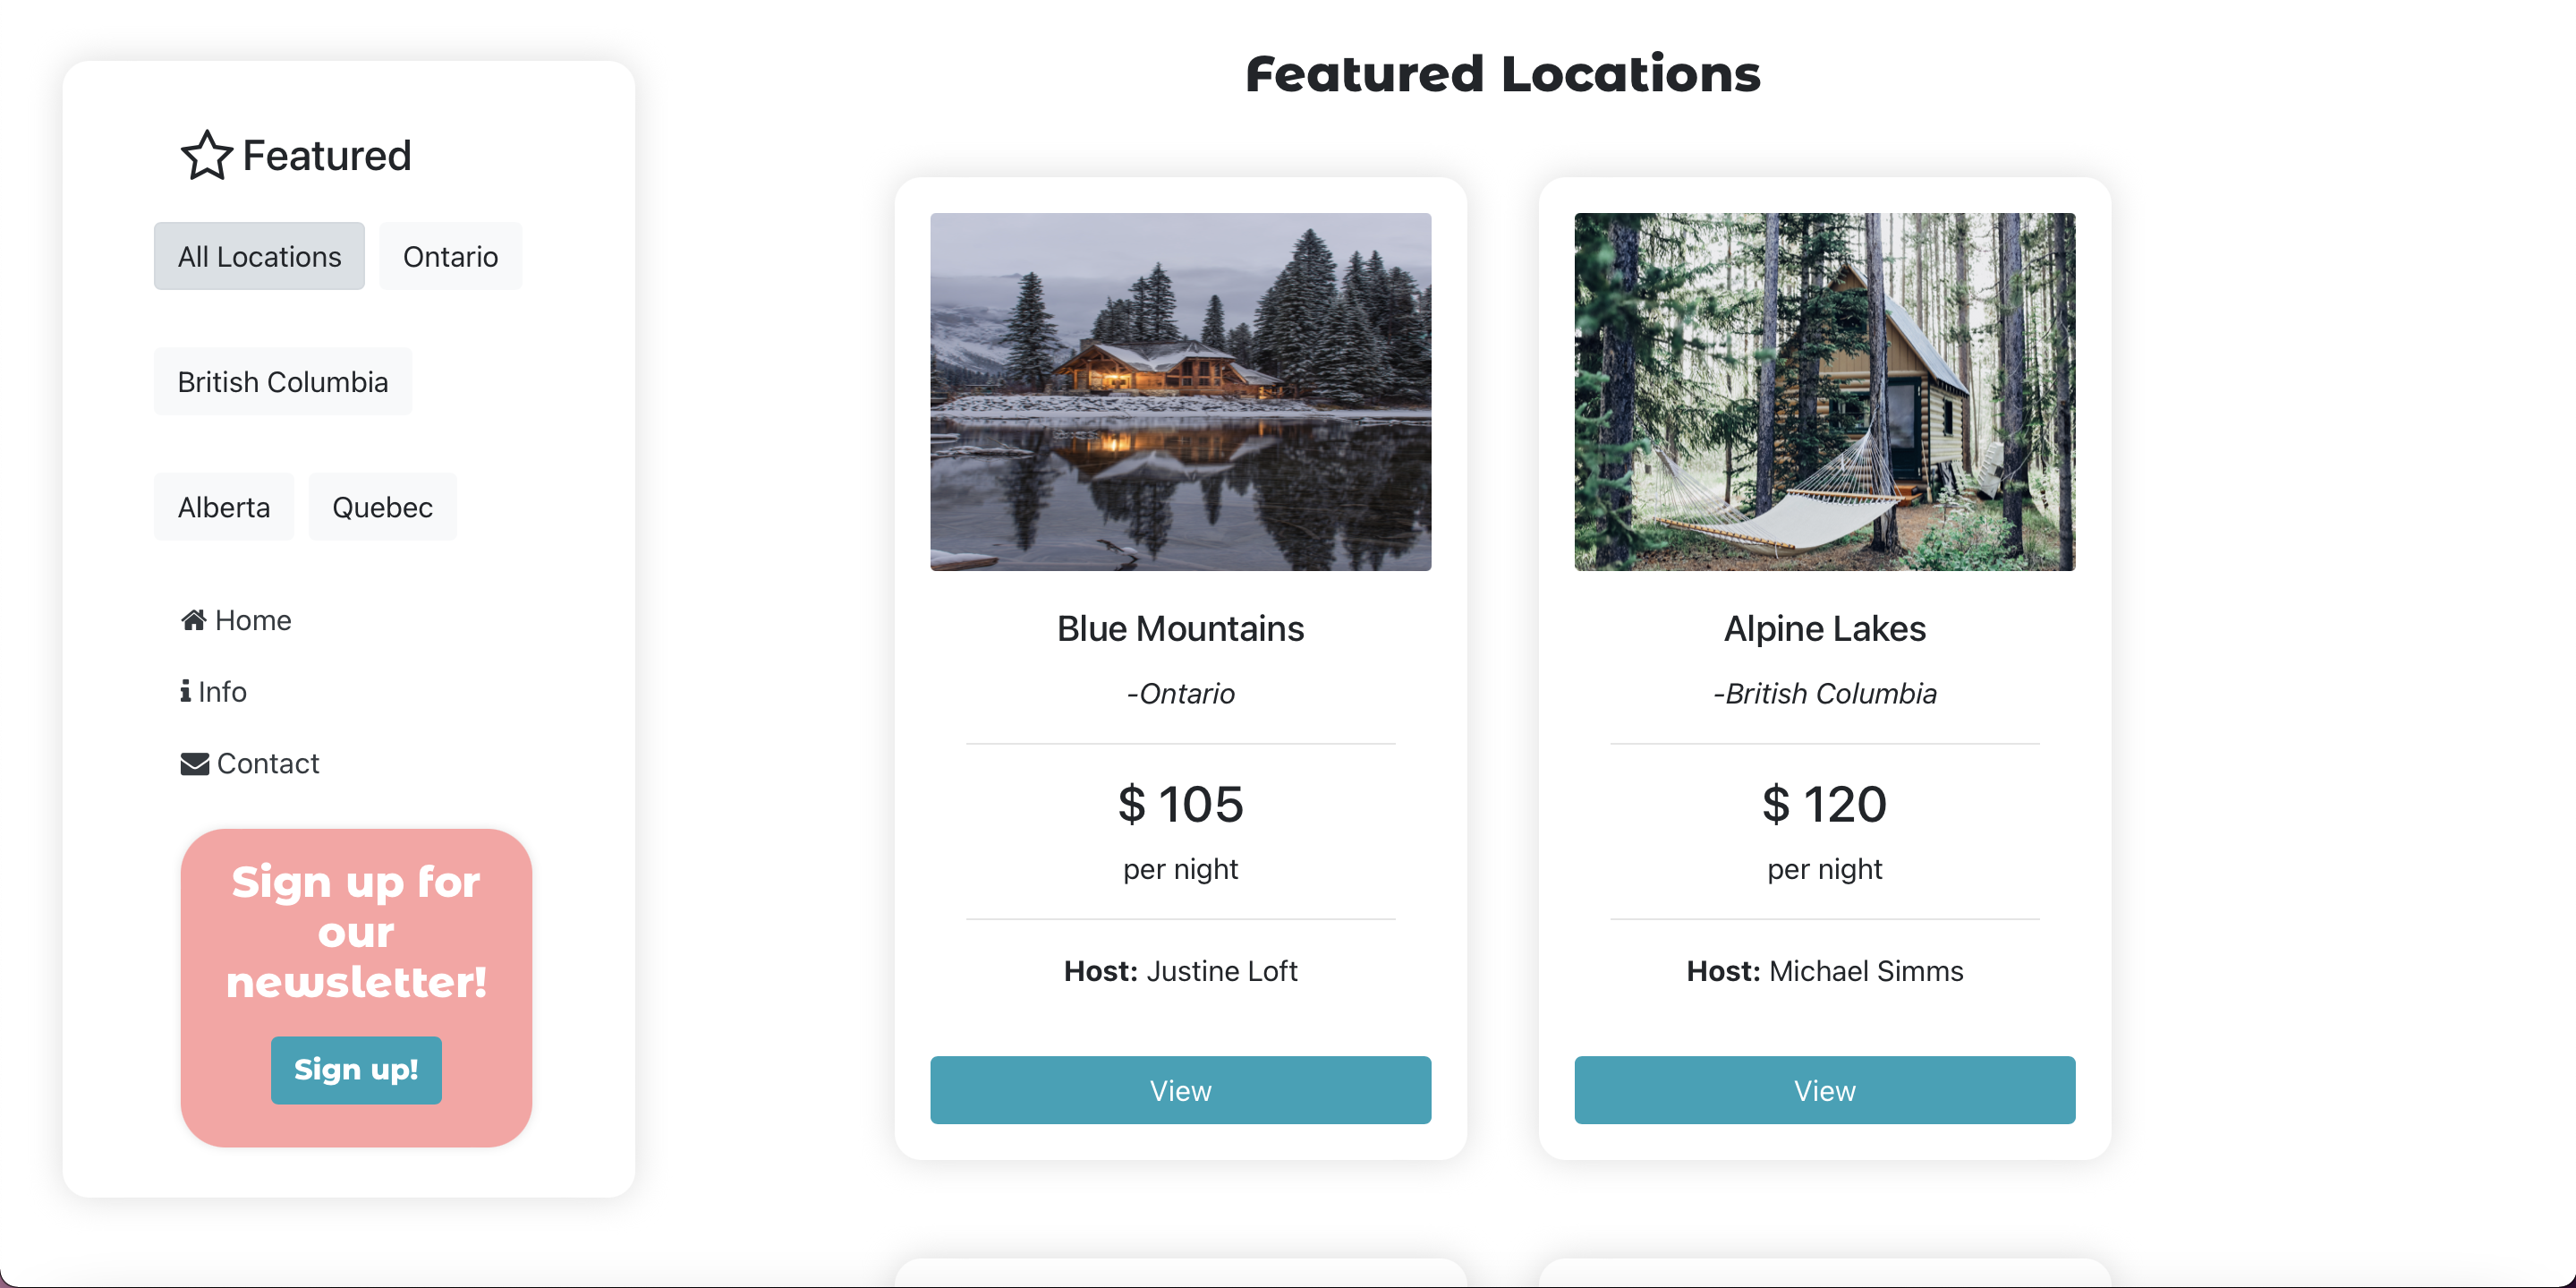 Featured
All Locations
Ontario
British Columbia
Alberta
Quebec
Home
Info
Contact
Sign up for
our
newsletter!
Sign up!
Featured Locations
Blue Mountains
-Ontario
$ 105
per night
Host: Justine Loft
View
Alpine Lakes
-British Columbia
$ 120
per night
Host: Michael Simms
View